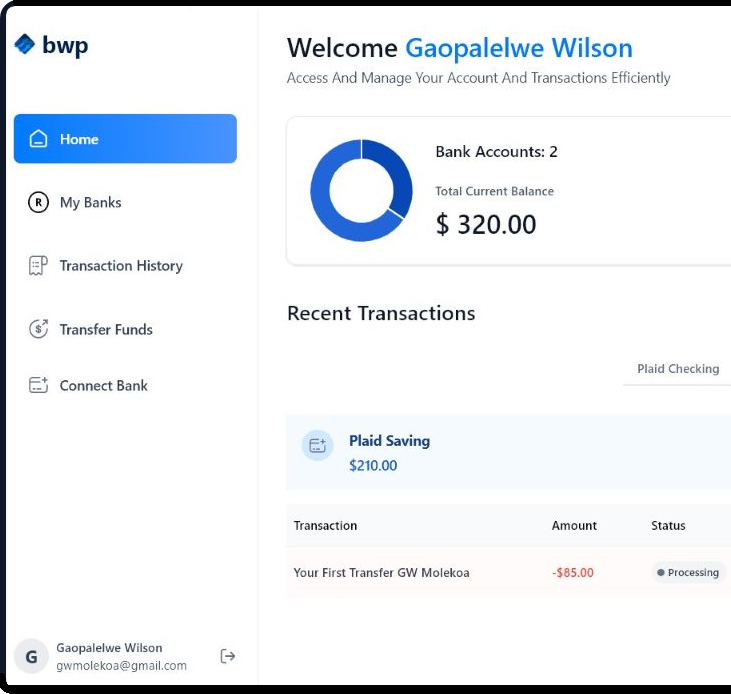 bwp
Welcome Gaopalelwe Wilson
Access And Manage Your Account And Transactions Efficiently
Home
My Banks
R
Transaction History
Transfer Funds
$
Connect Bank
Bank Accounts: 2
Total Current Balance
$ 320.00
Recent Transactions
Plaid Checking
Plaid Saving
$210.00
Transaction Amount Status
Your First Transfer GW Molekoa -$85.00 Processing
G
Gaopalelwe Wilson
gwmolekoa@gmail.com